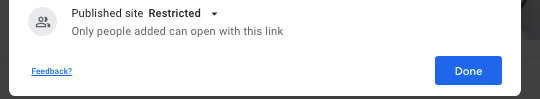 Published site Restricted
Only people added can open with this link
Feedback?
Done